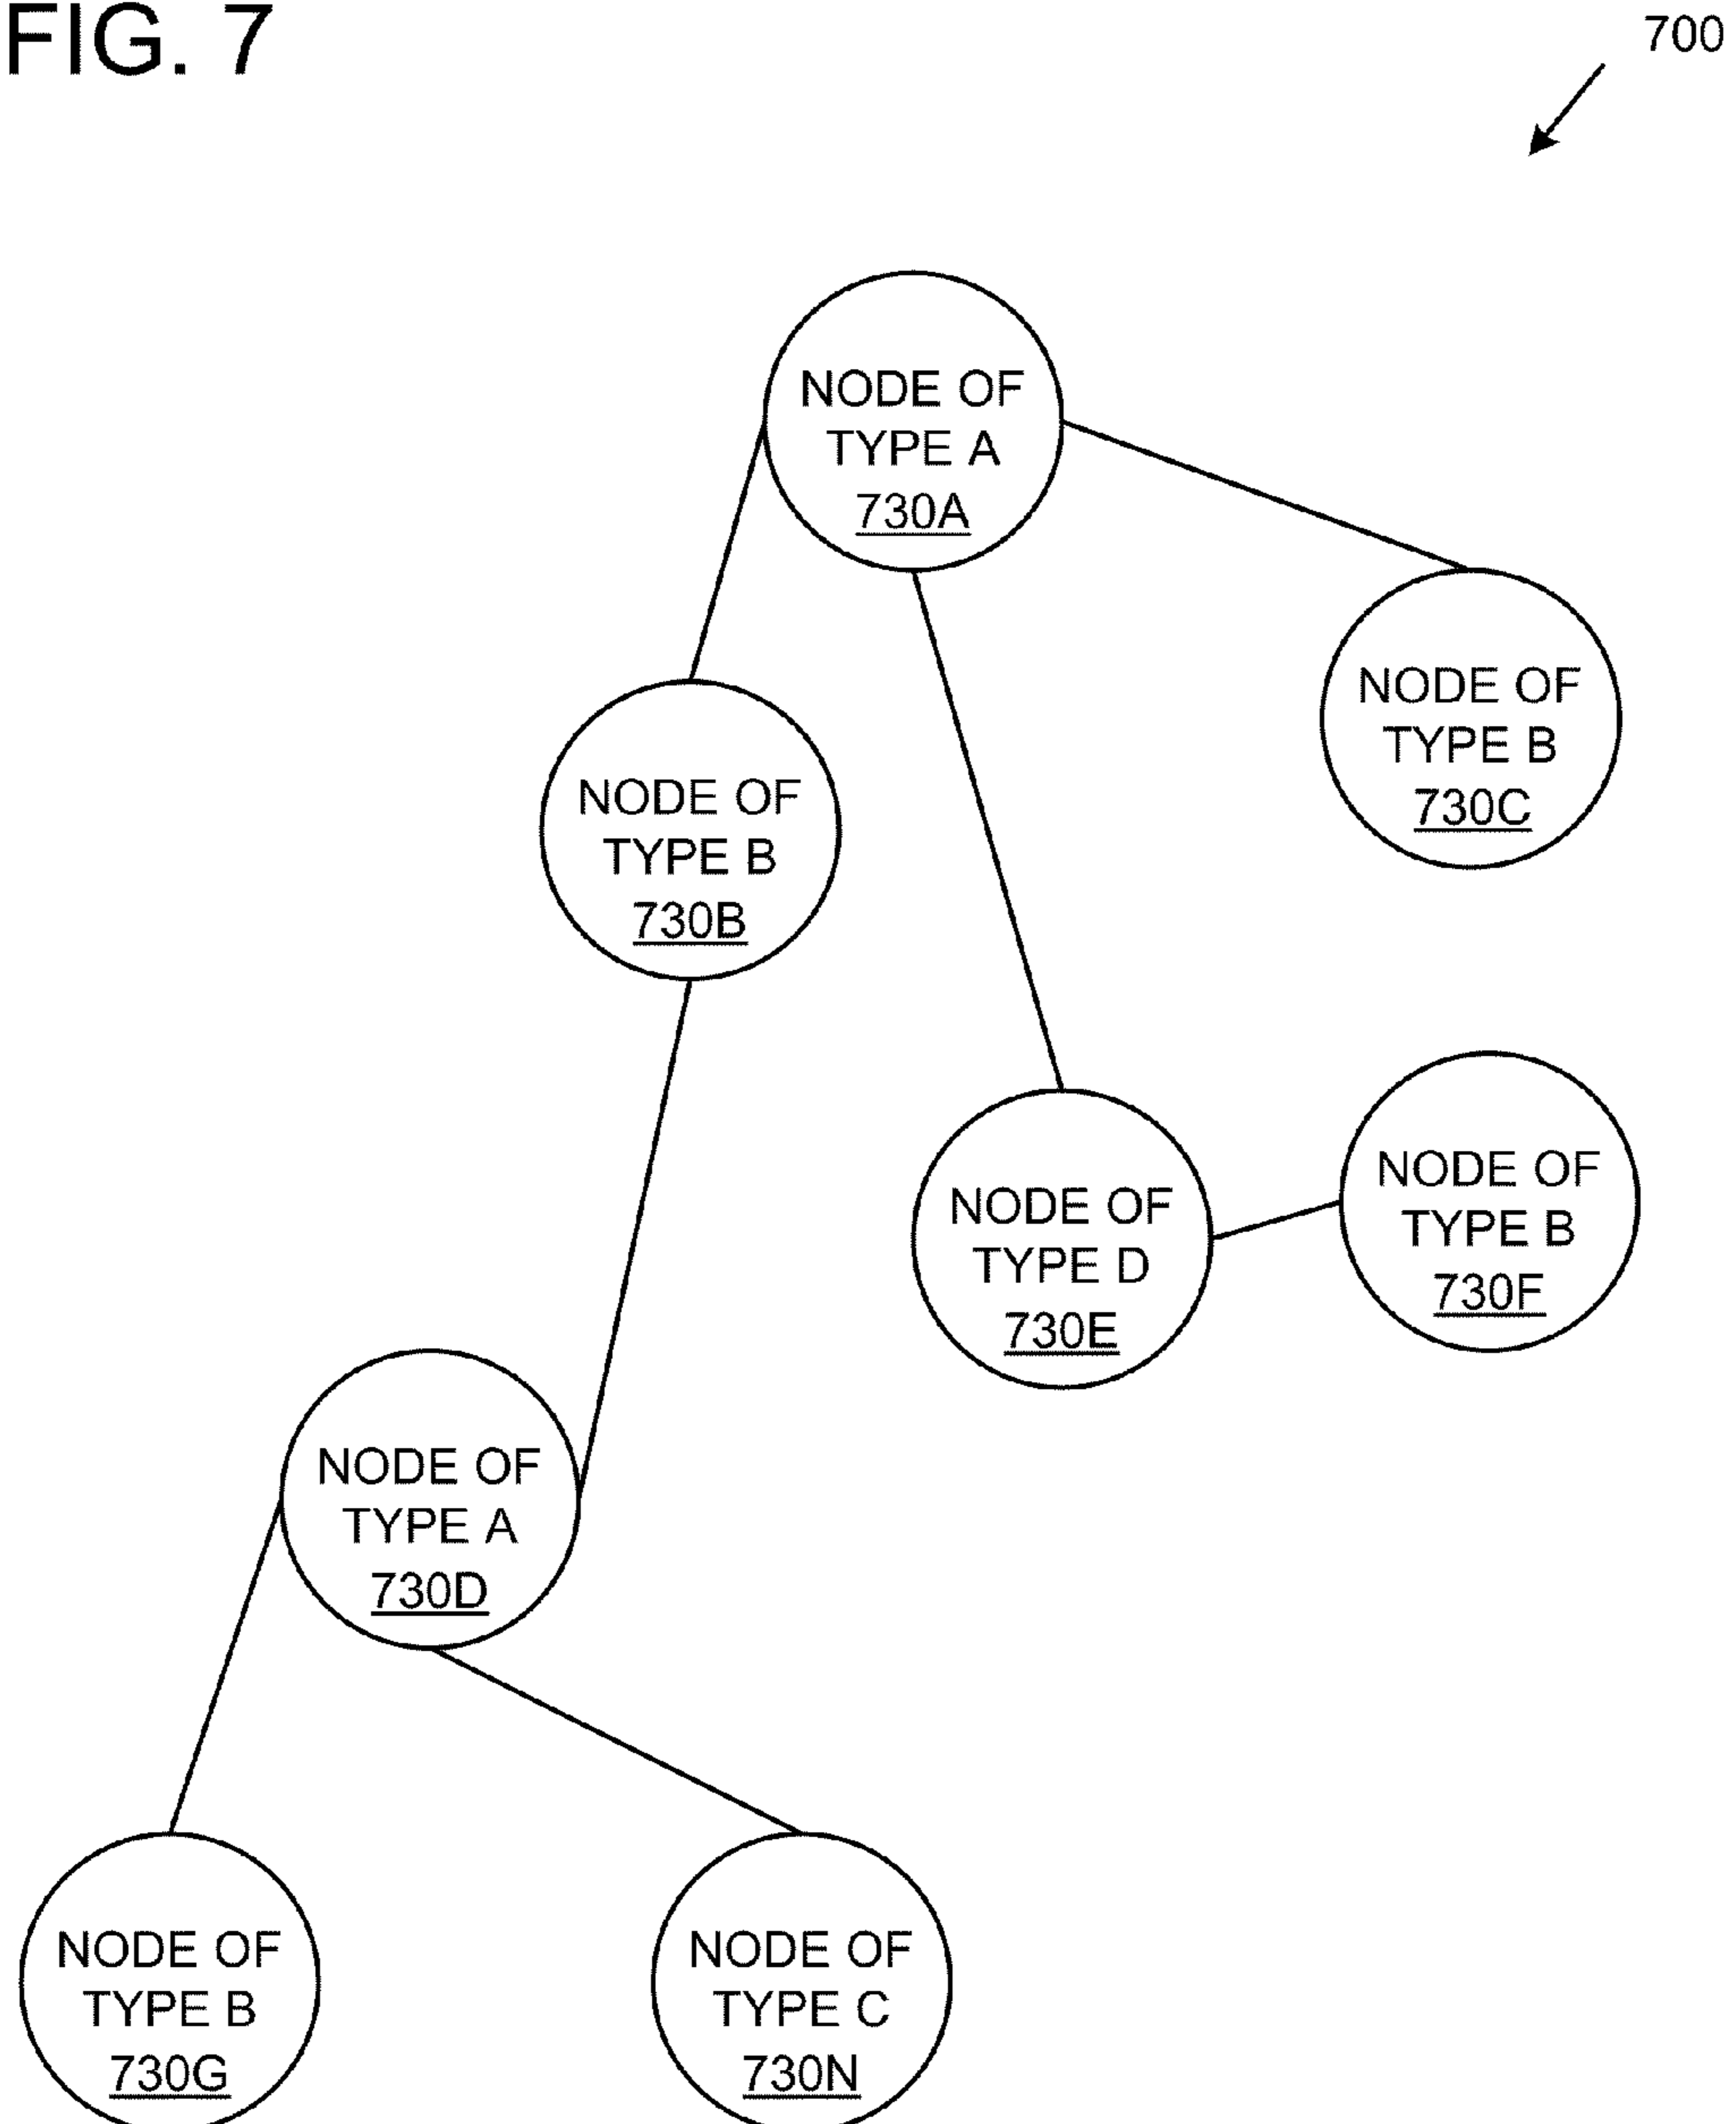 FIG. 7
700
NODE OF
TYPE A
730A
NODE OF
TYPE B
730C
NODE OF
TYPE B
730B
NODE OF
TYPE B
730F
NODE OF
TYPE D
730E
NODE OF
TYPE A
730D
NODE OF
TYPE B
730G
NODE OF
TYPE C
730N